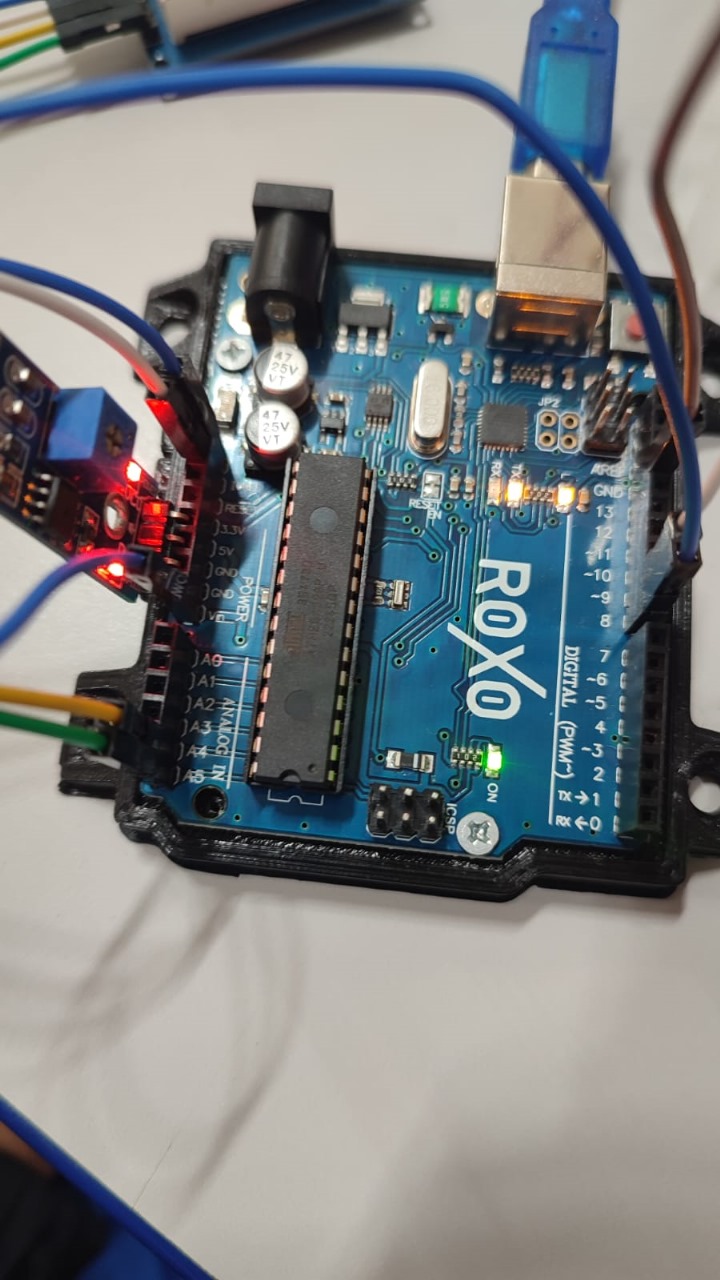 47
25V
VT
47
25V
VT
JP2
RX
TX
L
RESET
EN
AREF
GND
13
12
~11
~10
~9
8
7
~6
~5
4
~3
2
TX→1
RX←0
DIGITAL (PWM~)
ROXO
ON
ICSP
RESET
3.3V
5V
GND
GND
POWER
A0
A1
A2
A3
A4
A5
ANALOG IN